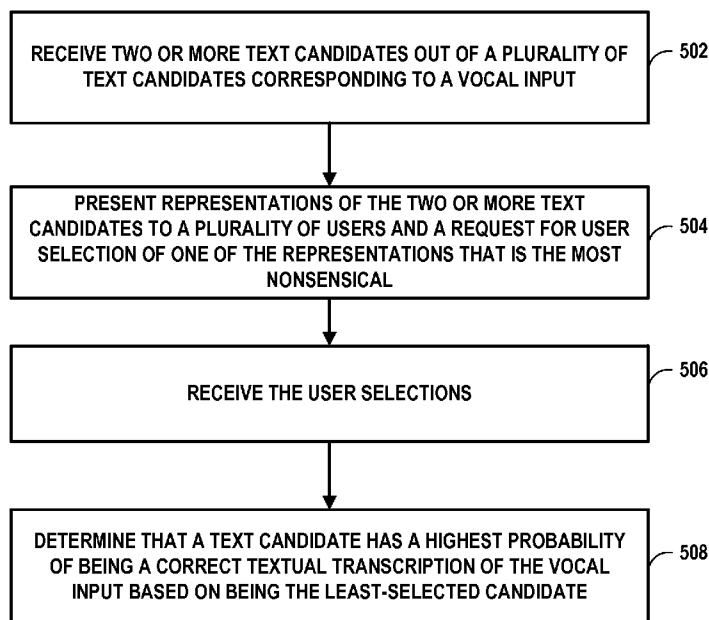 RECEIVE TWO OR MORE TEXT CANDIDATES OUT OF A PLURALITY OF
TEXT CANDIDATES CORRESPONDING TO A VOCAL INPUT
502
PRESENT REPRESENTATIONS OF THE TWO OR MORE TEXT
CANDIDATES TO A PLURALITY OF USERS AND A REQUEST FOR USER
SELECTION OF ONE OF THE REPRESENTATIONS THAT IS THE MOST
NONSENSICAL
504
RECEIVE THE USER SELECTIONS
506
DETERMINE THAT A TEXT CANDIDATE HAS A HIGHEST PROBABILITY
OF BEING A CORRECT TEXTUAL TRANSCRIPTION OF THE VOCAL
INPUT BASED ON BEING THE LEAST-SELECTED CANDIDATE
508